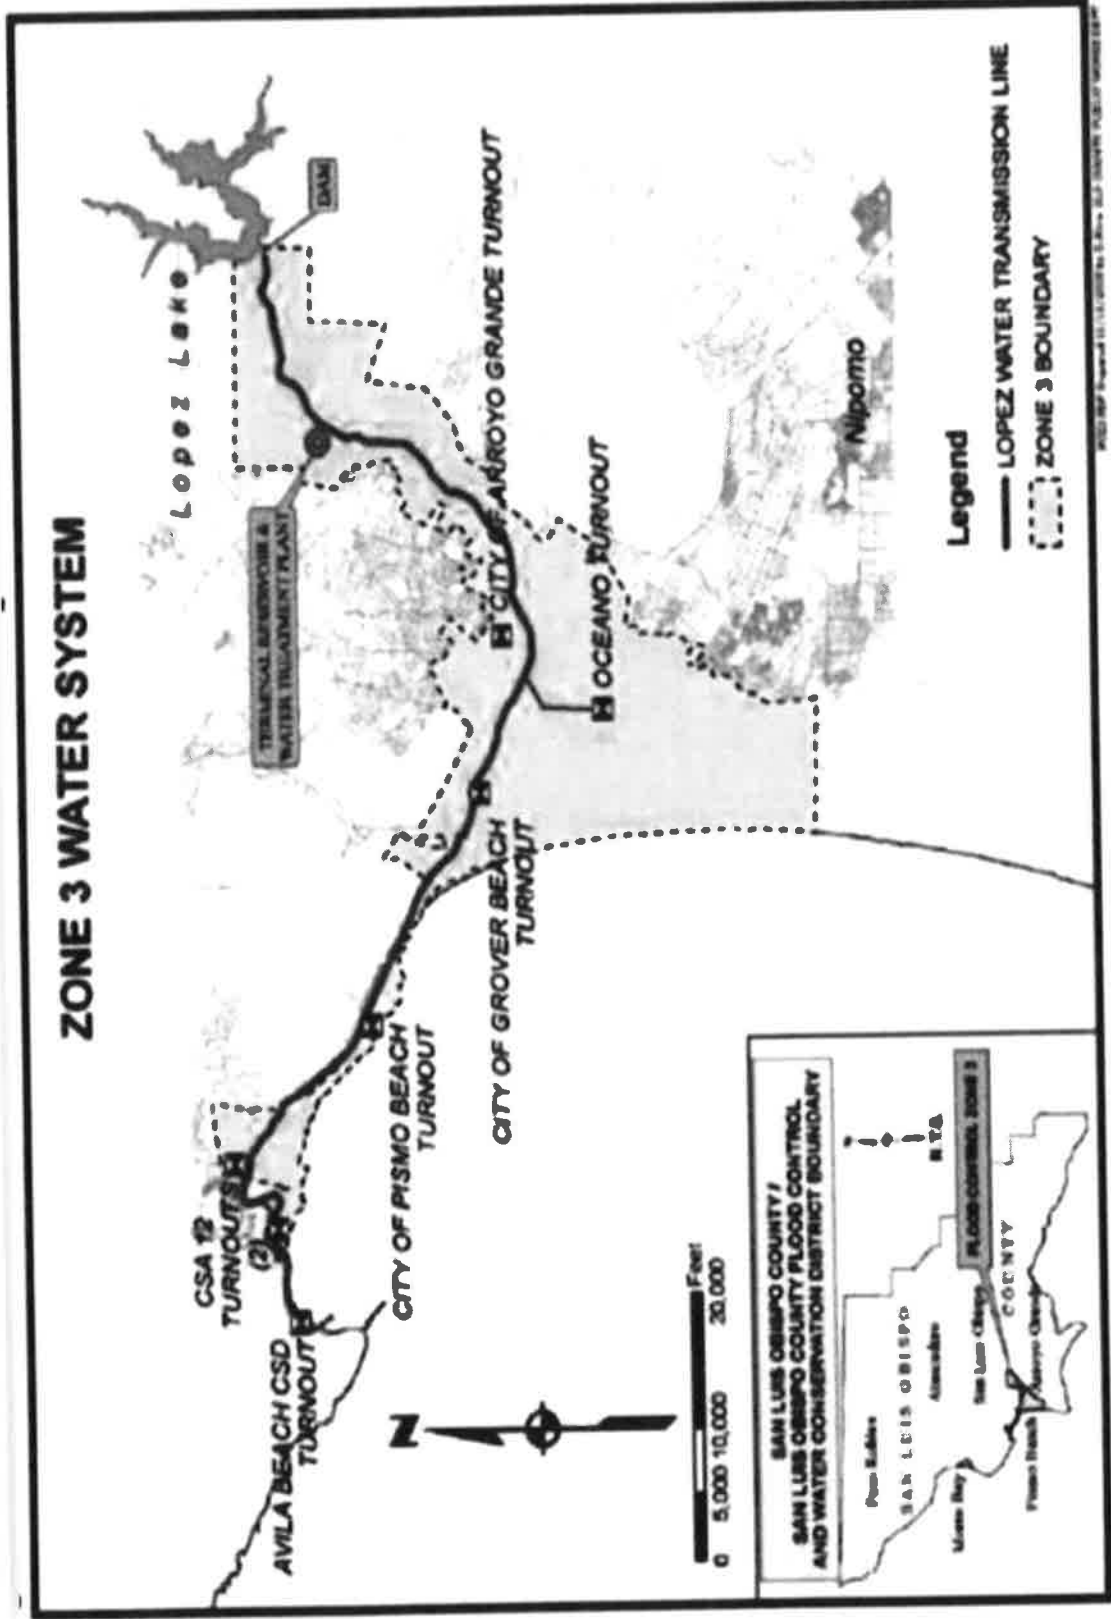 ZONE 3 WATER SYSTEM
Lopez Lake
DAM
TERMINAL RESERVOIR &
WATER TREATMENT PLANT
CITY OF ARROYO GRANDE TURNOUT
OCEANO TURNOUT
CITY OF GROVER BEACH
TURNOUT
CITY OF PISMO BEACH
TURNOUT
CSA 12
TURNOUTS
(2)
AVILA BEACH CSD
TURNOUT
Nipomo
N
0 5,000 10,000 20,000
Feet
Legend
LOPEZ WATER TRANSMISSION LINE
ZONE 3 BOUNDARY
SAN LUIS OBISPO COUNTY /
SAN LUIS OBISPO COUNTY FLOOD CONTROL
AND WATER CONSERVATION DISTRICT BOUNDARY
Paso Robles
SAN LUIS OBISPO
Atascadero
Morro Bay
San Luis Obispo
COUNTY
Pismo Beach
Arroyo Grande
N.T.S.
FLOOD CONTROL ZONE 3